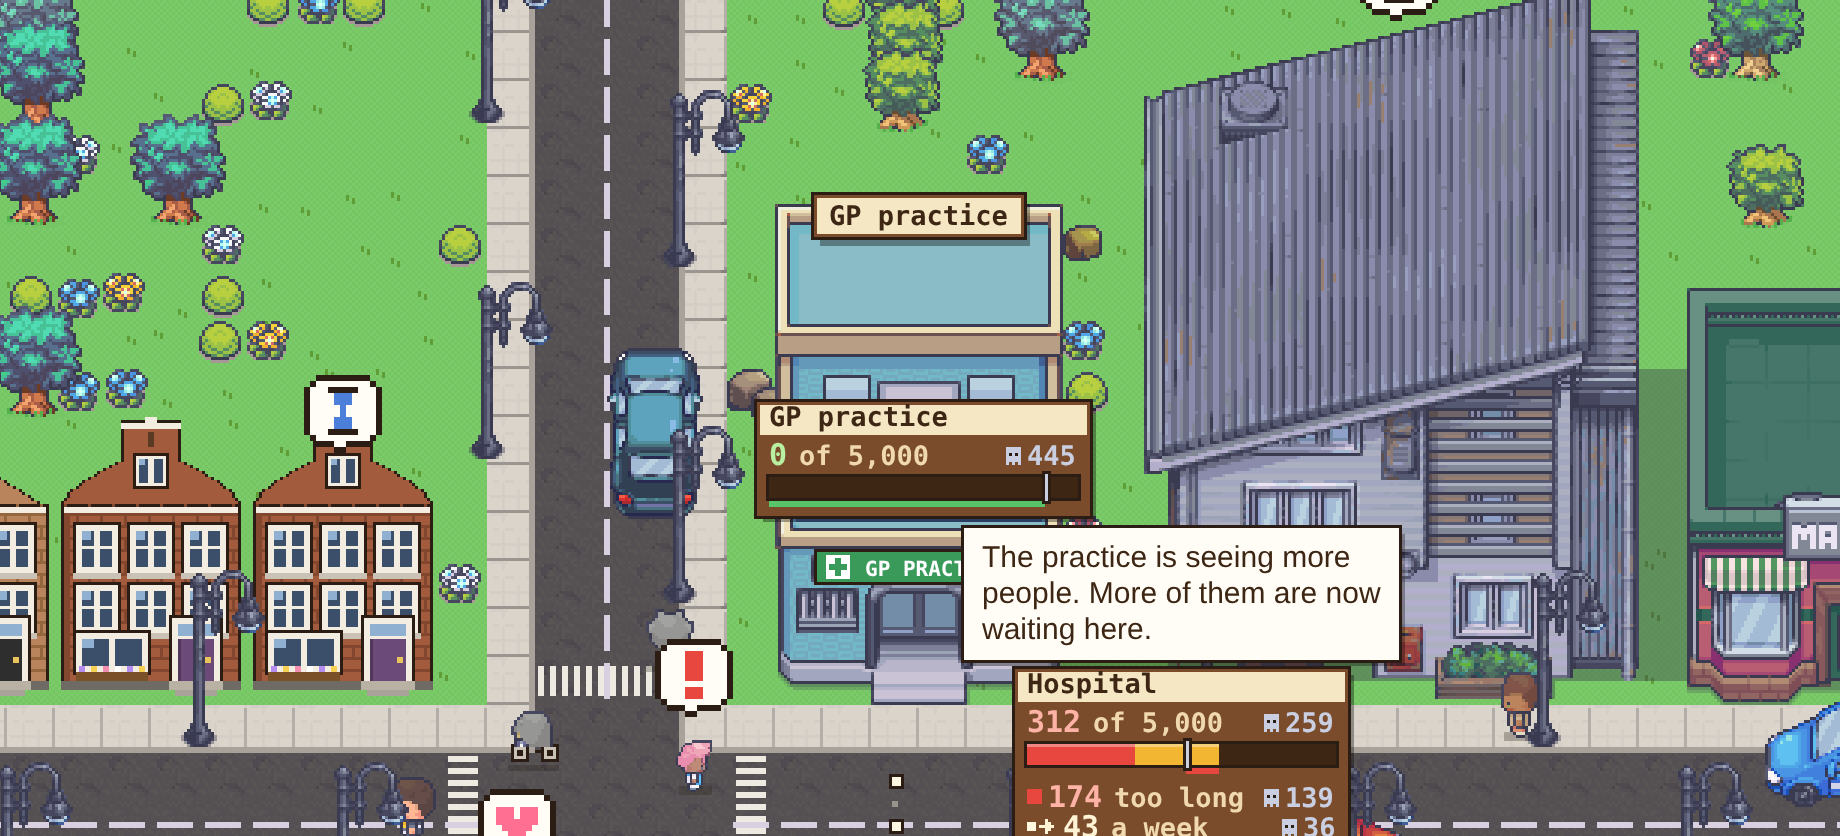 GP practice
GP practice
0 of 5,000 445
GP PRACT
The practice is seeing more
people. More of them are now
waiting here.
MA
Hospital
312 of 5,000 259
174 too long 139
43 a week 36